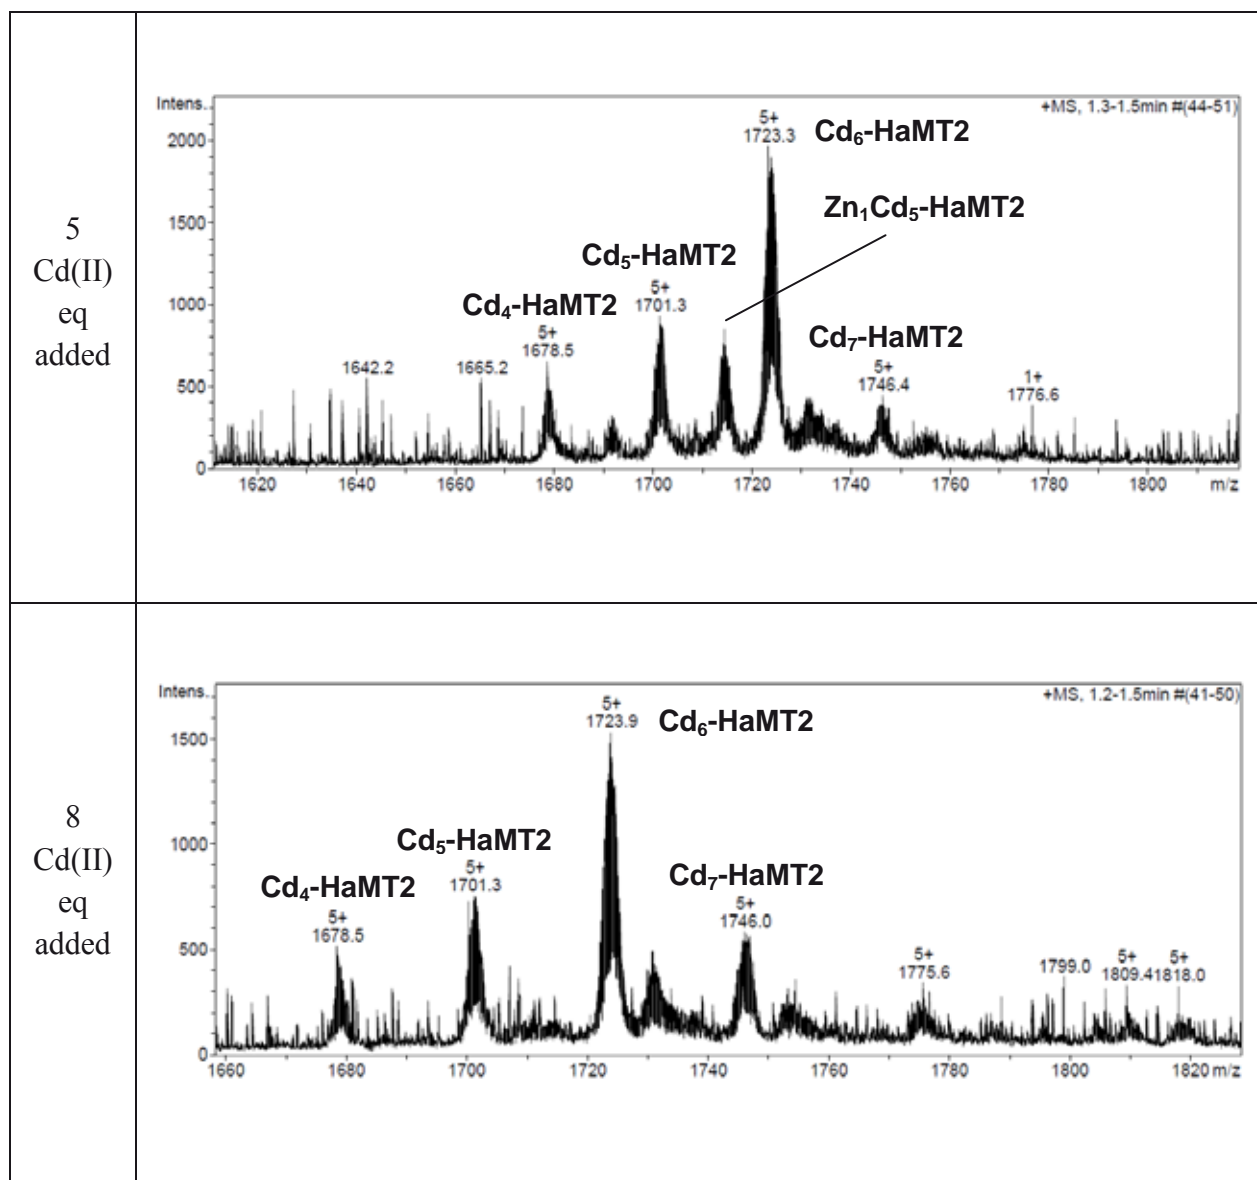 5
Cd(II)
eq
added
Intens..
+MS, 1.3-1.5min #(44-51)
2000
1500
1000
500
0
5+
1723.3
Cd₆-HaMT2
Zn₁Cd₅-HaMT2
Cd₅-HaMT2
5+
1701.3
Cd₄-HaMT2
5+
1678.5
Cd₇-HaMT2
5+
1746.4
1642.2
1665.2
1+
1776.6
1620 1640 1660 1680 1700 1720 1740 1760 1780 1800 m/z
8
Cd(II)
eq
added
Intens..
+MS, 1.2-1.5min #(41-50)
1500
1000
500
0
5+
1723.9
Cd₆-HaMT2
Cd₅-HaMT2
5+
1701.3
Cd₄-HaMT2
5+
1678.5
Cd₇-HaMT2
5+
1746.0
5+
1775.6
1799.0
5+
1809.4
5+
1818.0
1660 1680 1700 1720 1740 1760 1780 1800 1820 m/z